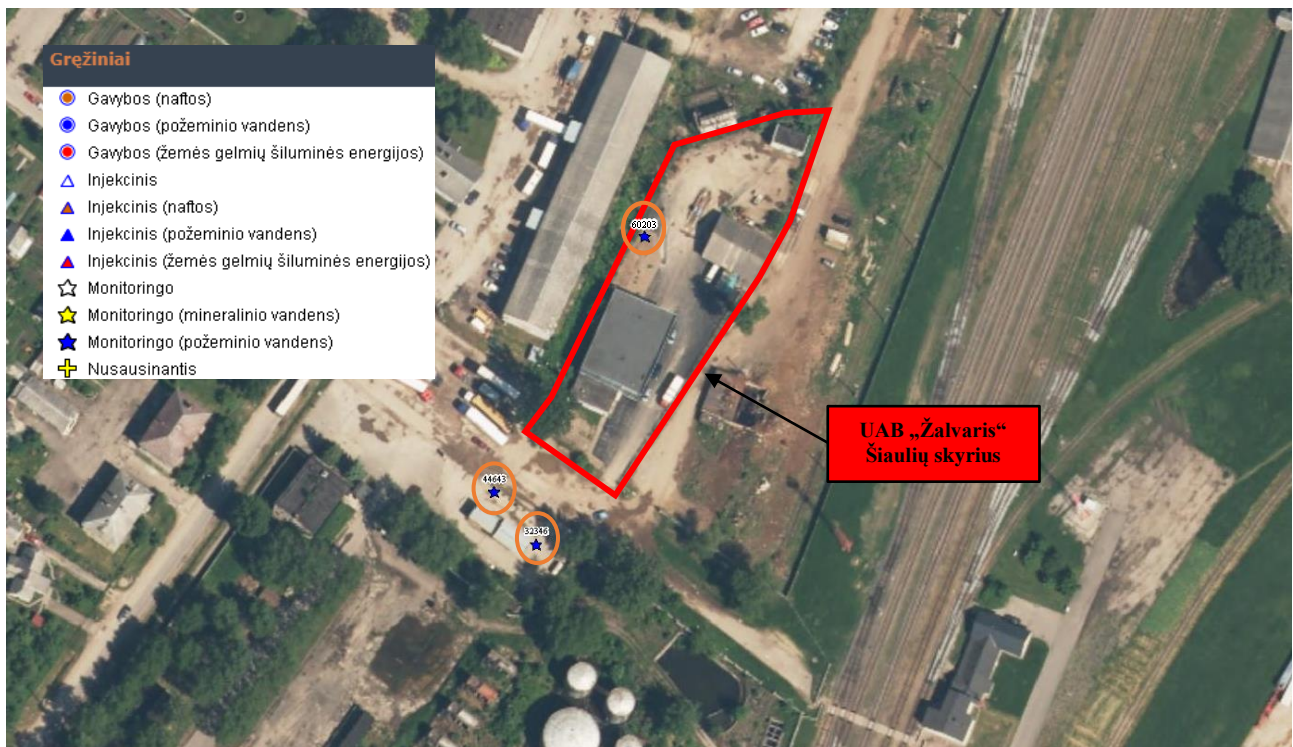 Gręžiniai
Gavybos (naftos)
Gavybos (požeminio vandens)
Gavybos (žemės gelmių šiluminės energijos)
Injekcinis
Injekcinis (naftos)
Injekcinis (požeminio vandens)
Injekcinis (žemės gelmių šiluminės energijos)
Monitoringo
Monitoringo (mineralinio vandens)
Monitoringo (požeminio vandens)
Nusausinantis
60203
UAB „Žalvaris“
Šiaulių skyrius
44643
32346